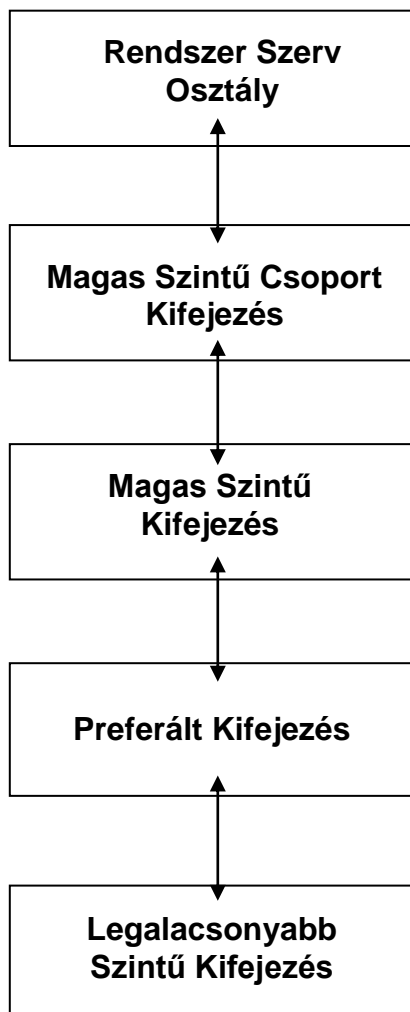 Rendszer Szerv
Osztály
Magas Szintű Csoport
Kifejezés
Magas Szintű
Kifejezés
Preferált Kifejezés
Legalacsonyabb
Szintű Kifejezés